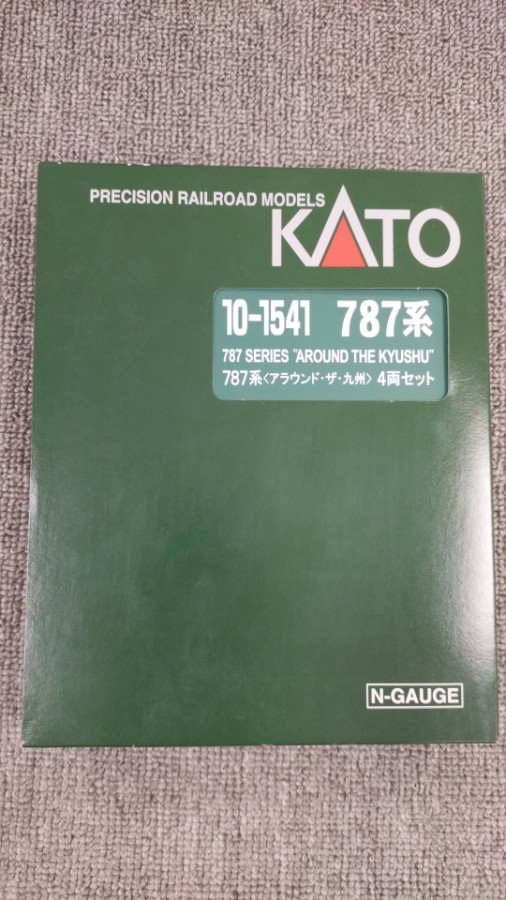 PRECISION RAILROAD MODELS
KATO
10-1541 787系
787 SERIES "AROUND THE KYUSHU"
787系〈アラウンド・ザ・九州〉 4両セット
N-GAUGE